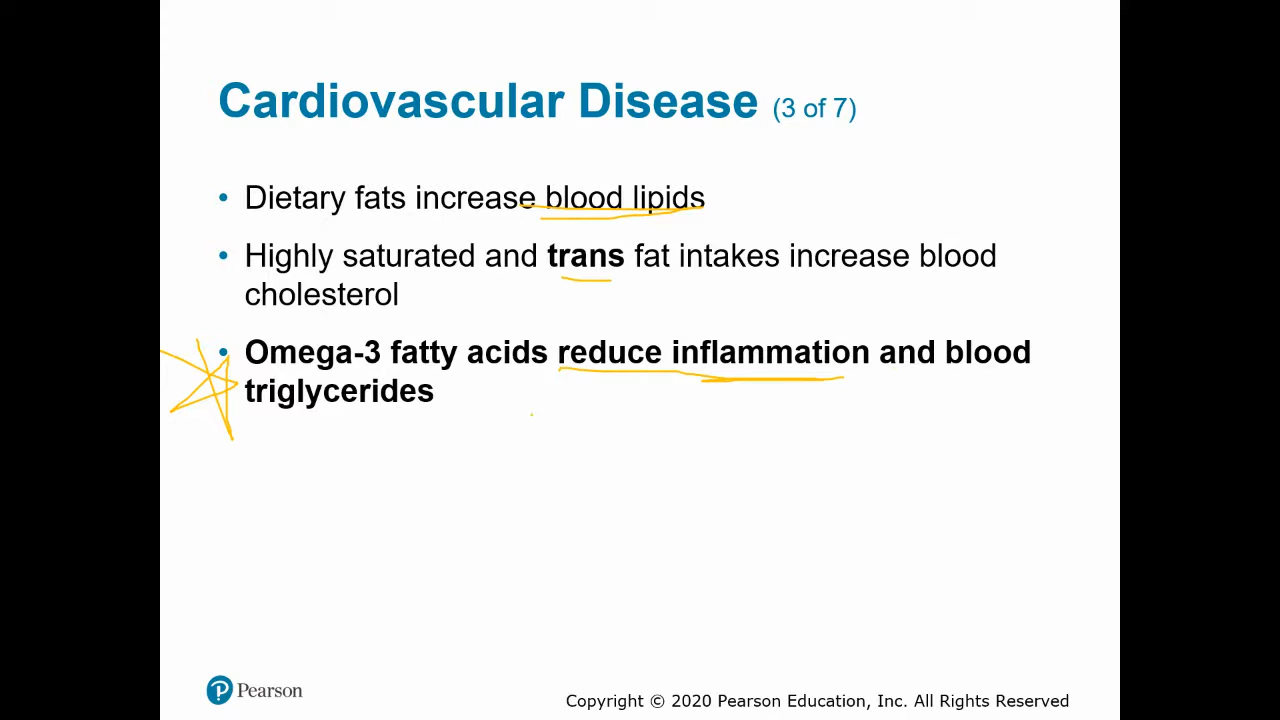 Cardiovascular Disease (3 of 7)
• Dietary fats increase blood lipids
• Highly saturated and trans fat intakes increase blood
cholesterol
• Omega-3 fatty acids reduce inflammation and blood
triglycerides
Pearson
Copyright © 2020 Pearson Education, Inc. All Rights Reserved